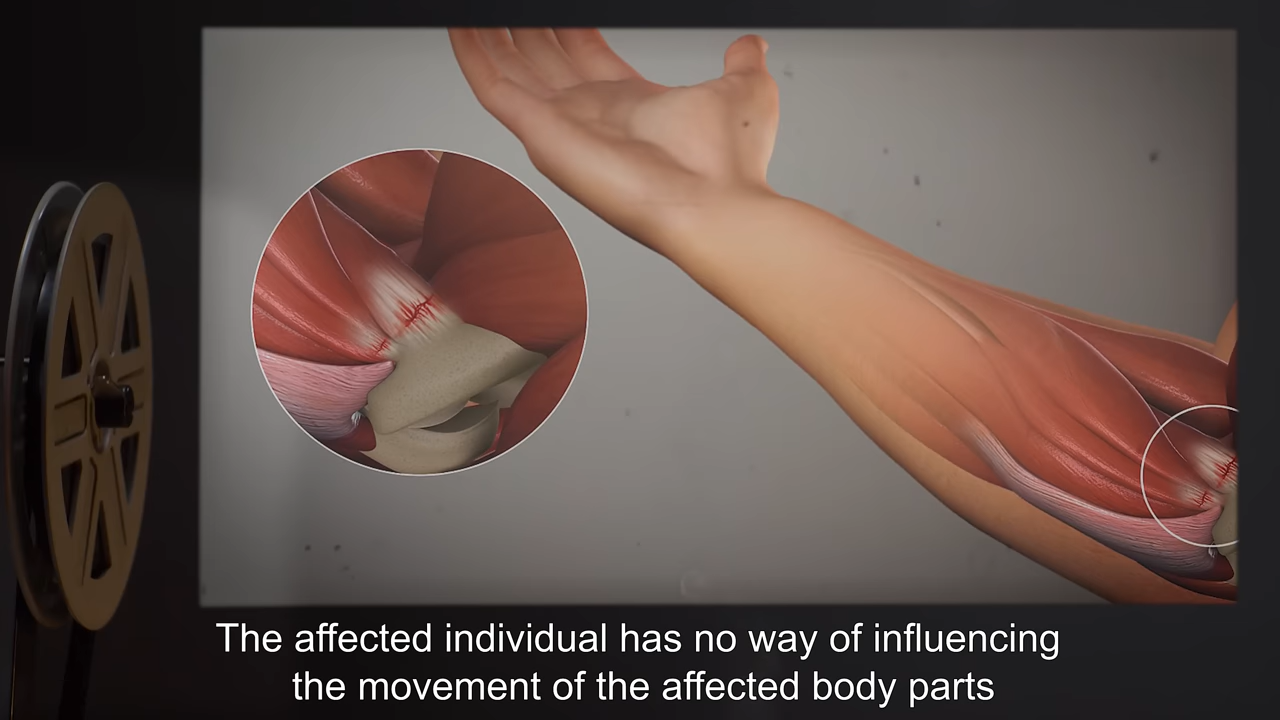 The affected individual has no way of influencing
the movement of the affected body parts